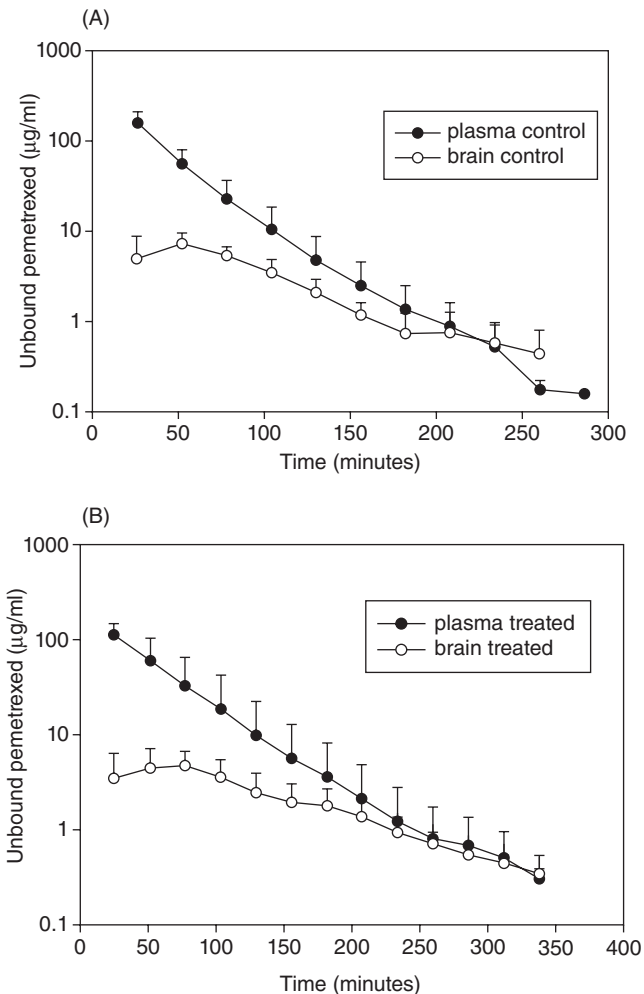 (A)
1000
100
10
1
0.1
Unbound pemetrexed (μg/ml)
plasma control
brain control
0 50 100 150 200 250 300
Time (minutes)
(B)
1000
100
10
1
0.1
Unbound pemetrexed (μg/ml)
plasma treated
brain treated
0 50 100 150 200 250 300 350 400
Time (minutes)